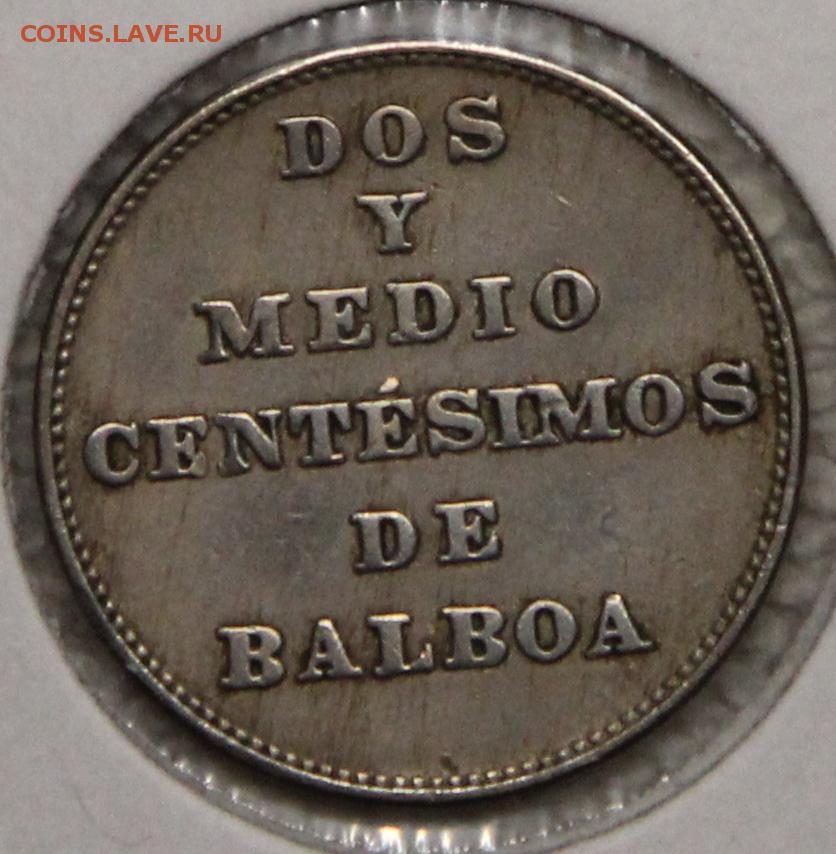 COINS.LAVE.RU
DOS
Y
MEDIO
CENTÉSIMOS
DE
BALBOA